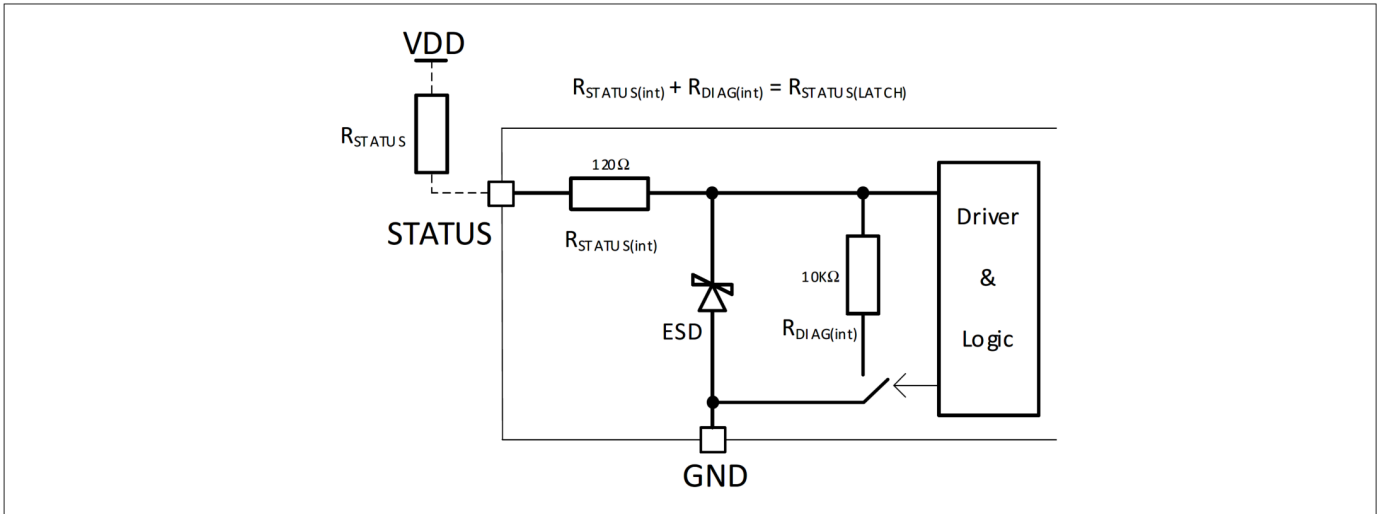 VDD
RSTATUS(int) + RDIAG(int) = RSTATUS(LATCH)
RSTATUS
120Ω
STATUS
RSTATUS(int)
Driver
&
Logic
10KΩ
ESD
RDIAG(int)
GND